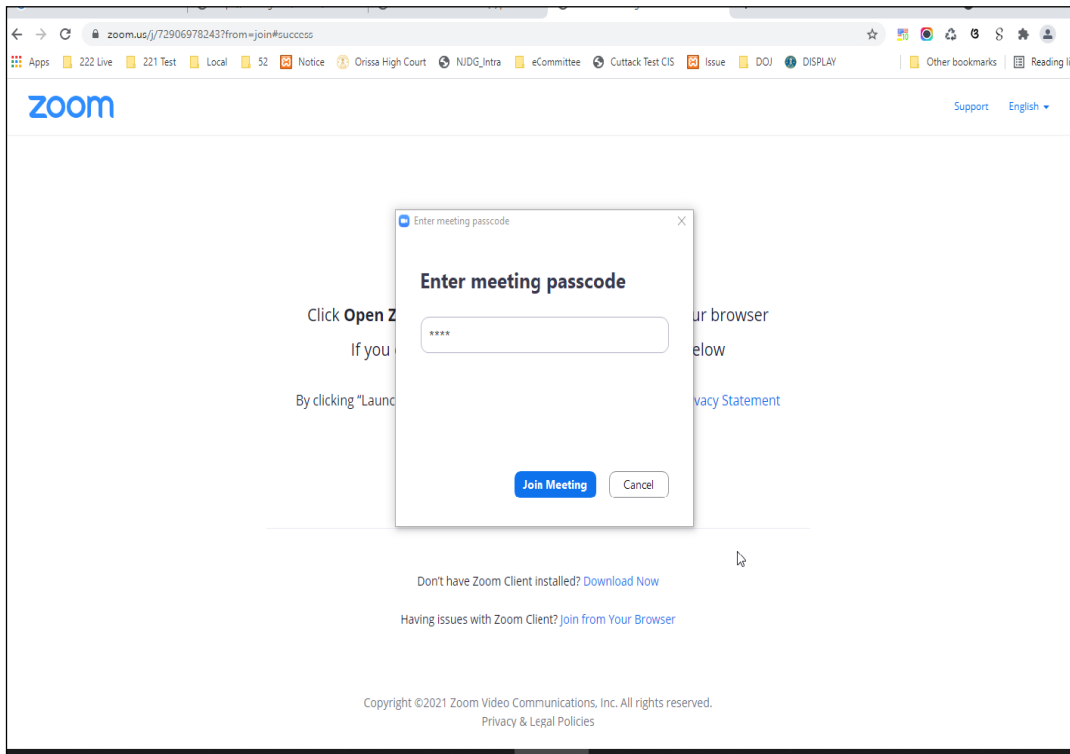 zoom.us/j/72906978243?from=join#success
Apps 222 Live 221 Test Local 52 Notice Orissa High Court NJDG_Intra eCommittee Cuttack Test CIS Issue DOJ DISPLAY Other bookmarks Reading li
zoom
Support English
Enter meeting passcode
Enter meeting passcode
Click Open Z ur browser
****
If you elow
By clicking “Launc vacy Statement
Join Meeting Cancel
Don't have Zoom Client installed? Download Now
Having issues with Zoom Client? Join from Your Browser
Copyright ©2021 Zoom Video Communications, Inc. All rights reserved.
Privacy & Legal Policies